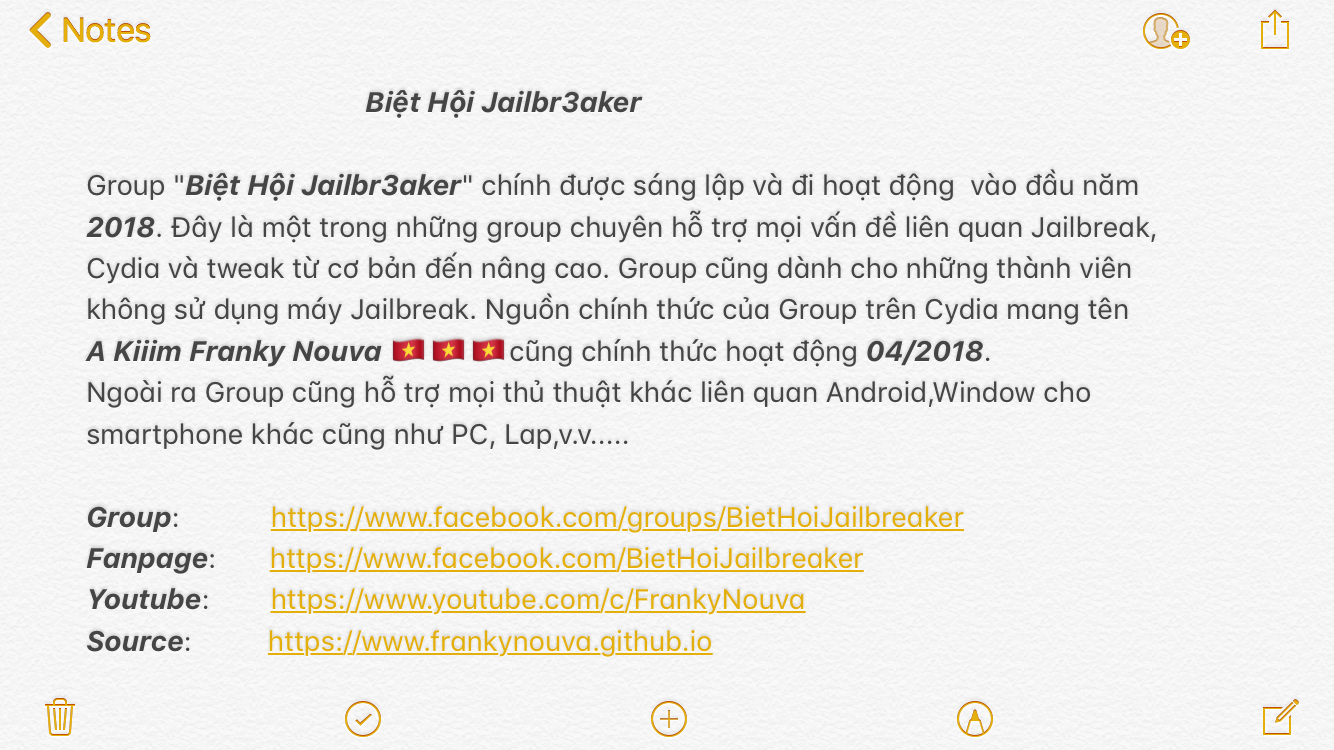 Notes
Biệt Hội Jailbr3aker
Group "Biệt Hội Jailbr3aker" chính được sáng lập và đi hoạt động  vào đầu năm
2018. Đây là một trong những group chuyên hỗ trợ mọi vấn đề liên quan Jailbreak,
Cydia và tweak từ cơ bản đến nâng cao. Group cũng dành cho những thành viên
không sử dụng máy Jailbreak. Nguồn chính thức của Group trên Cydia mang tên
A Kiiim Franky Nouva 🇻🇳 🇻🇳 🇻🇳 cũng chính thức hoạt động 04/2018.
Ngoài ra Group cũng hỗ trợ mọi thủ thuật khác liên quan Android,Window cho
smartphone khác cũng như PC, Lap,v.v.....
Group: https://www.facebook.com/groups/BietHoiJailbreaker
Fanpage: https://www.facebook.com/BietHoiJailbreaker
Youtube: https://www.youtube.com/c/FrankyNouva
Source: https://www.frankynouva.github.io